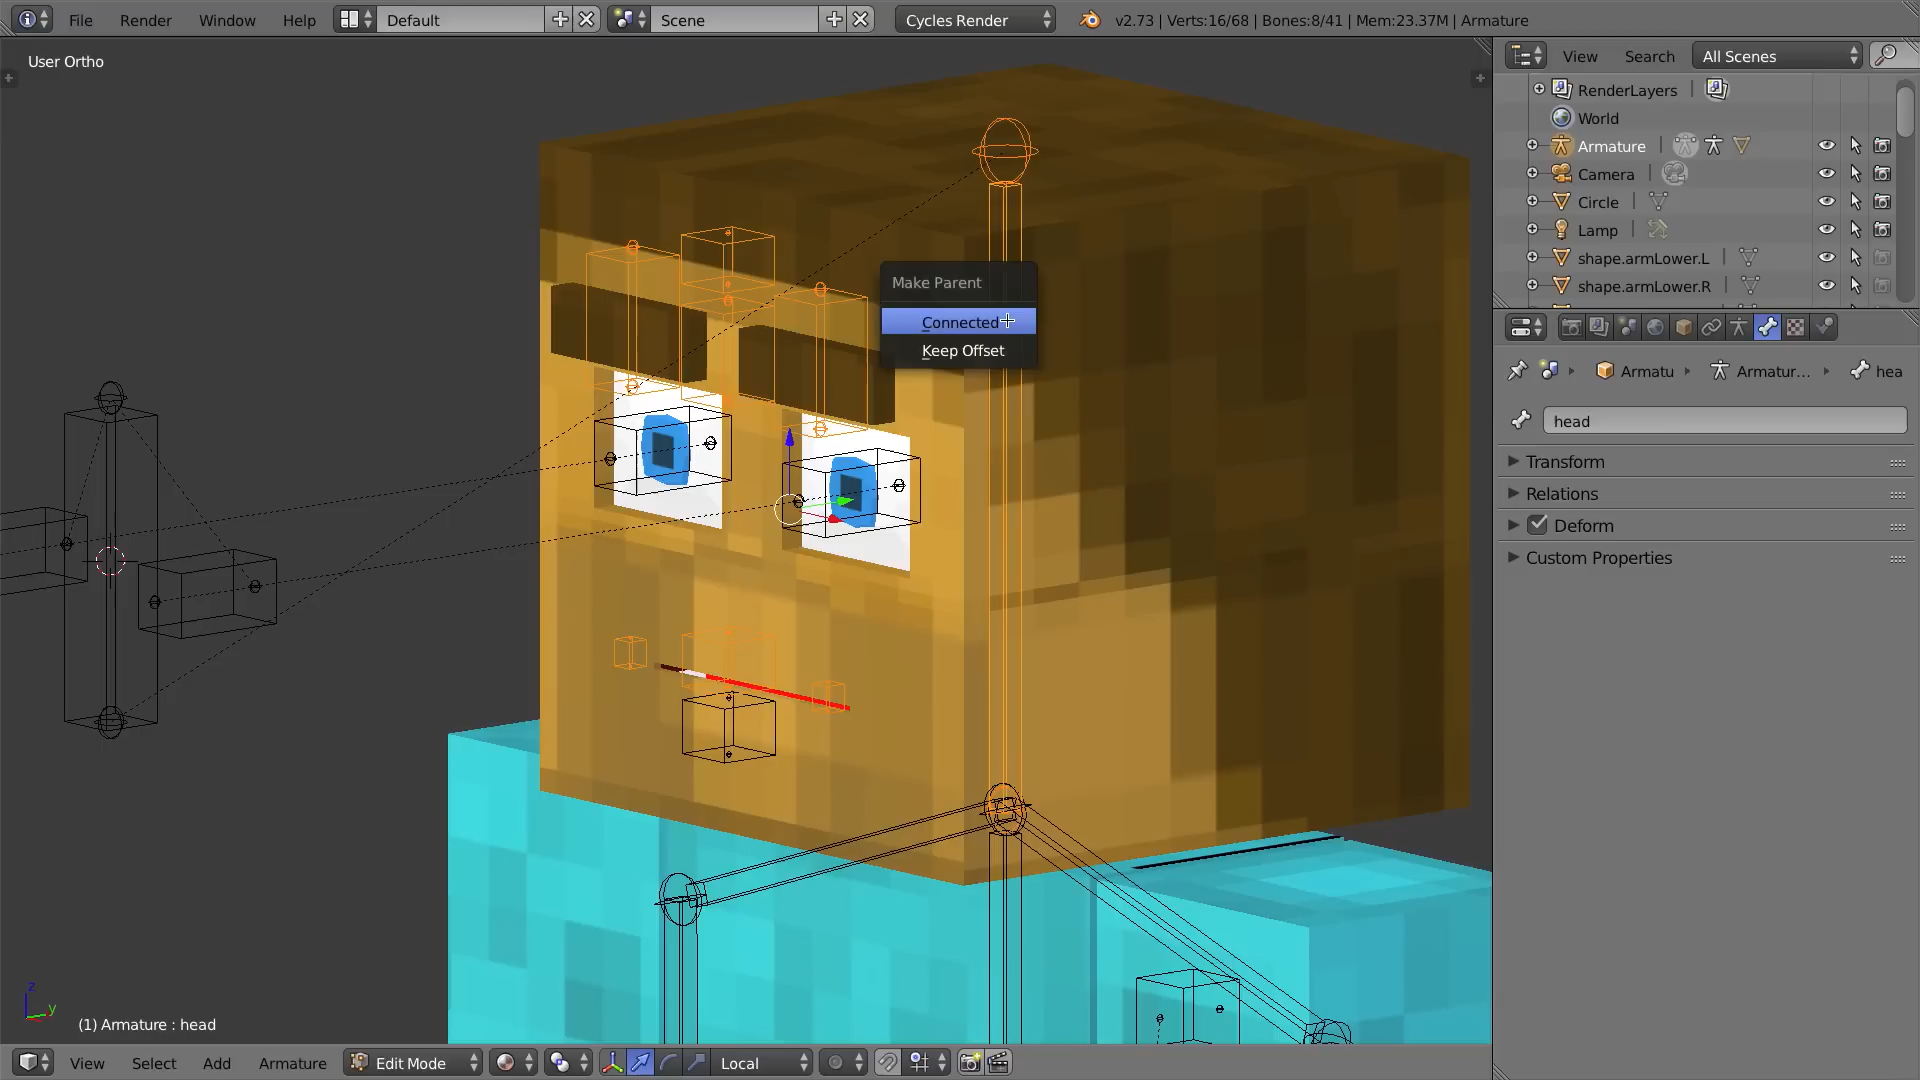 File Render Window Help Default Scene Cycles Render v2.73 | Verts:16/68 | Bones:8/41 | Mem:23.37M | Armature
User Ortho
View Search All Scenes
RenderLayers
World
Armature
Camera
Circle
Lamp
shape.armLower.L
shape.armLower.R
Make Parent
Connected
Keep Offset
Armatu Armatur... hea
head
Transform
Relations
Deform
Custom Properties
z
y
(1) Armature : head
View Select Add Armature Edit Mode Local